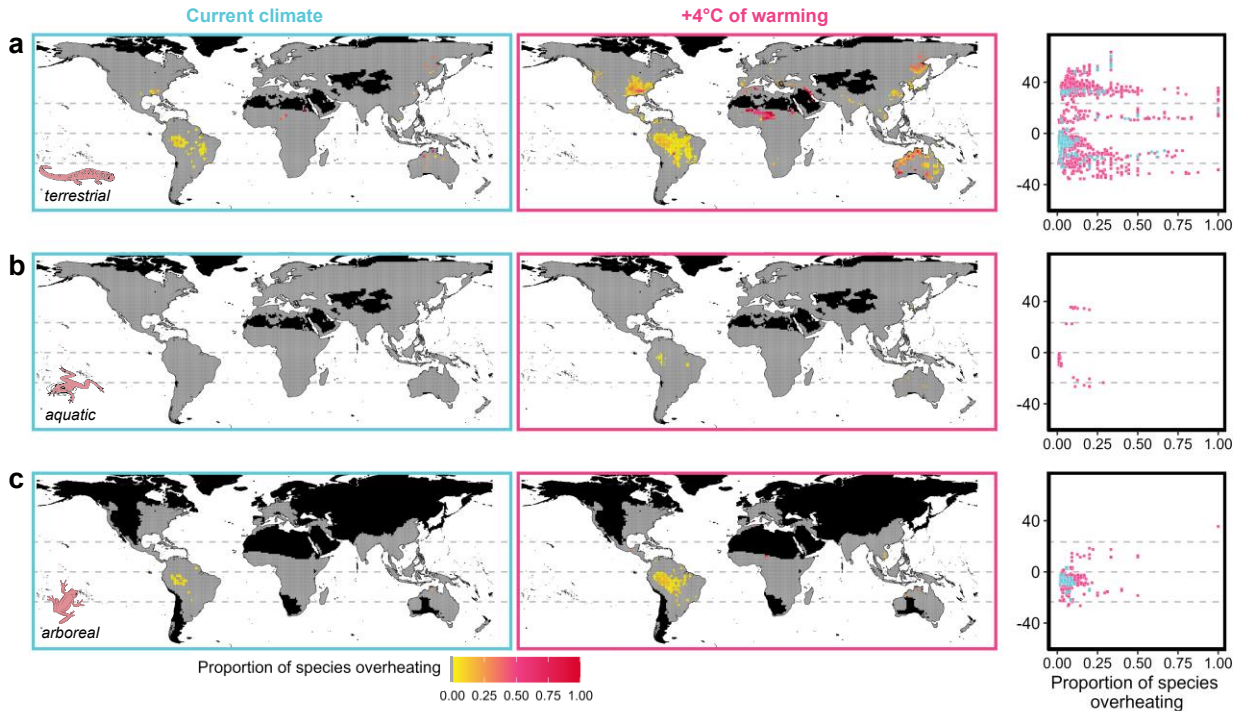 Current climate
+4°C of warming
a
terrestrial
40
0
-40
0.00 0.25 0.50 0.75 1.00
b
aquatic
40
0
-40
0.00 0.25 0.50 0.75 1.00
c
arboreal
40
0
-40
0.00 0.25 0.50 0.75 1.00
Proportion of species overheating
0.00 0.25 0.50 0.75 1.00
Proportion of species
overheating